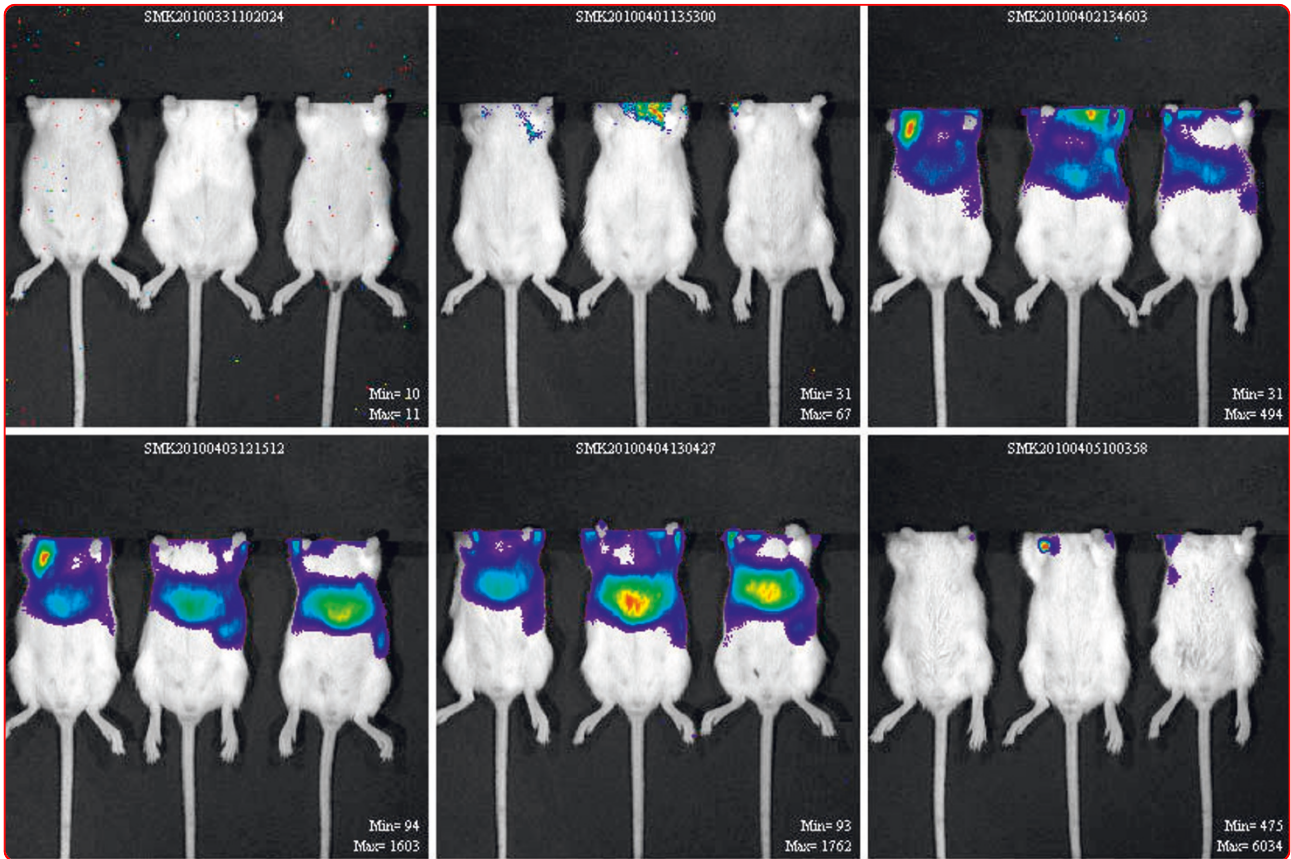 SMK20100331102024
Min= 10
Max= 11
SMK20100401135300
Min= 31
Max= 67
SMK20100402134603
Min= 31
Max= 494
SMK20100403121512
Min= 94
Max= 1603
SMK20100404130427
Min= 93
Max= 1762
SMK20100405100358
Min= 475
Max= 6034